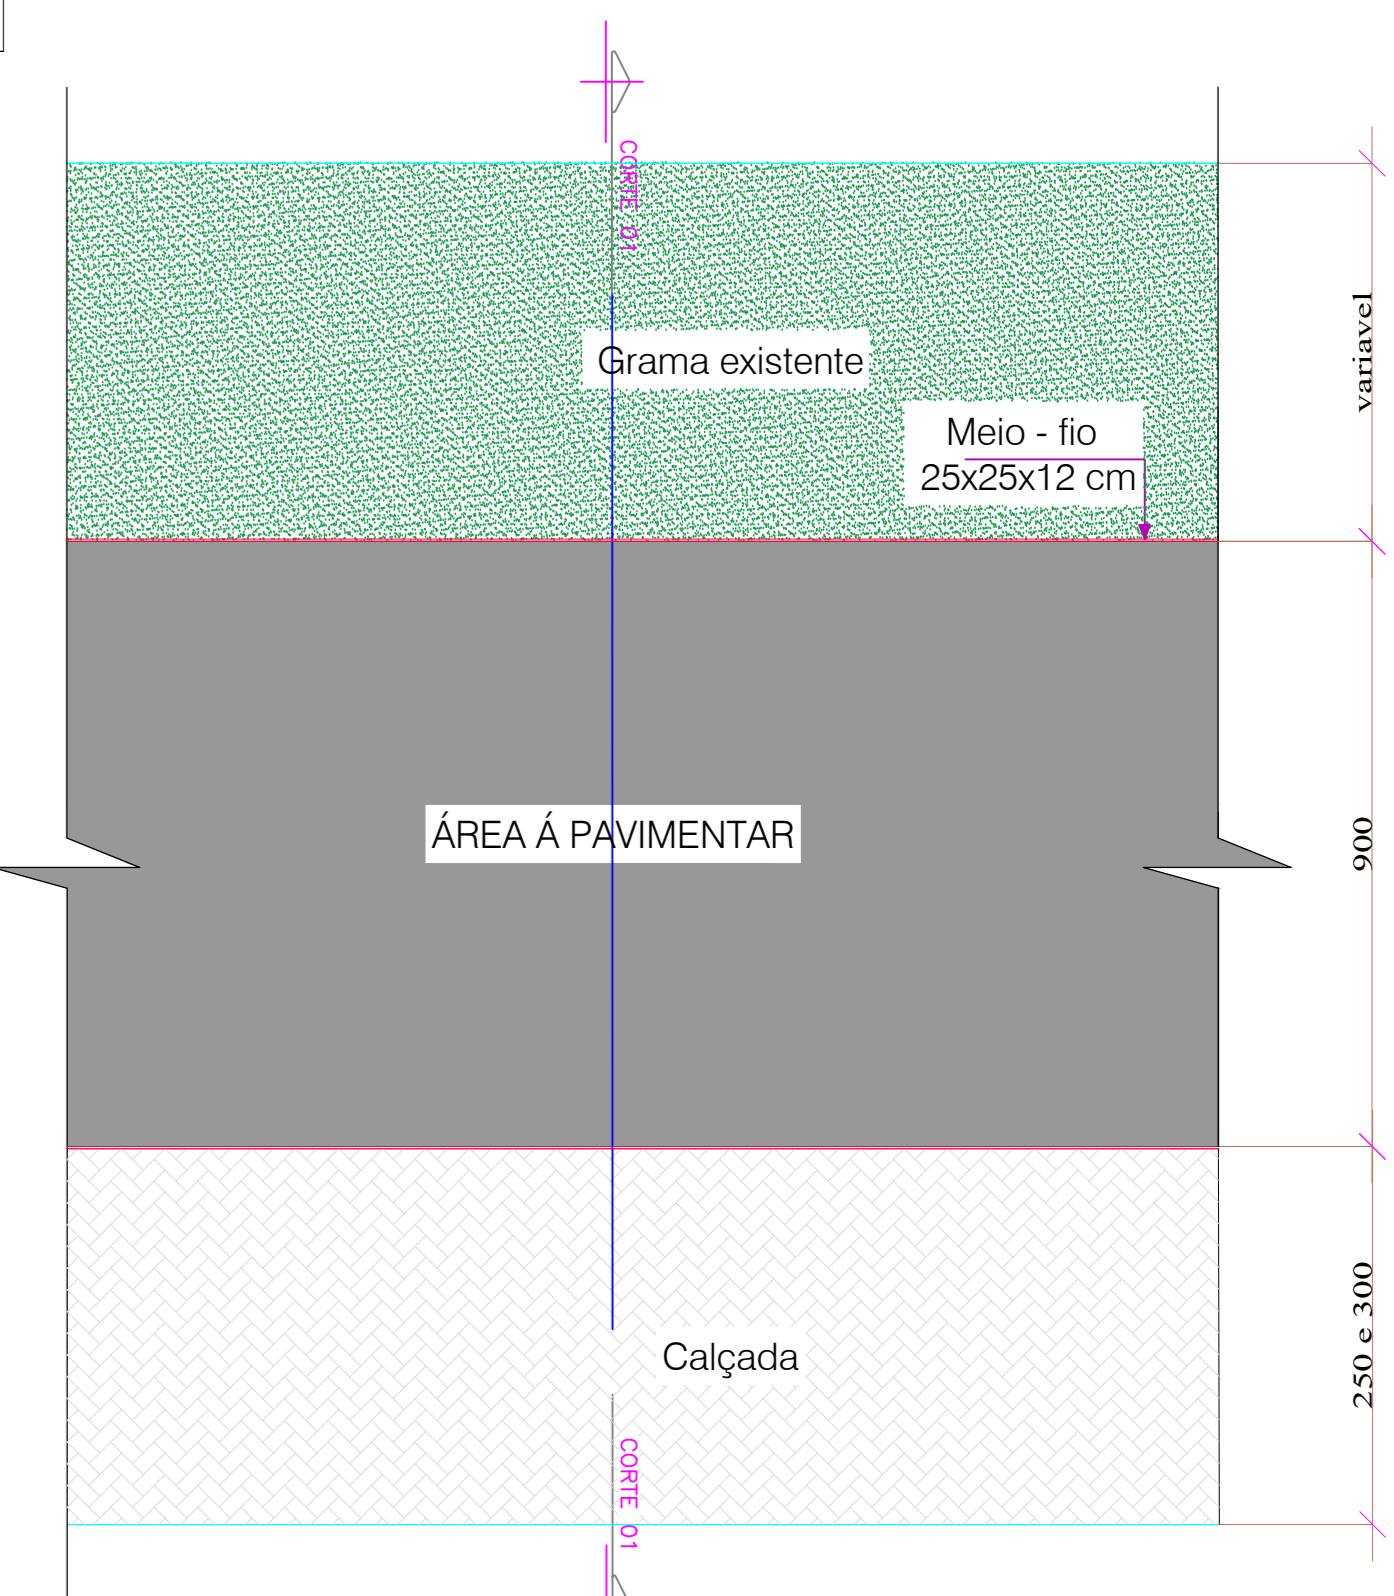 CORTE 01
Grama existente
variavel
Meio - fio
25x25x12 cm
ÁREA Á PAVIMENTAR
900
250 e 300
Calçada
CORTE 01